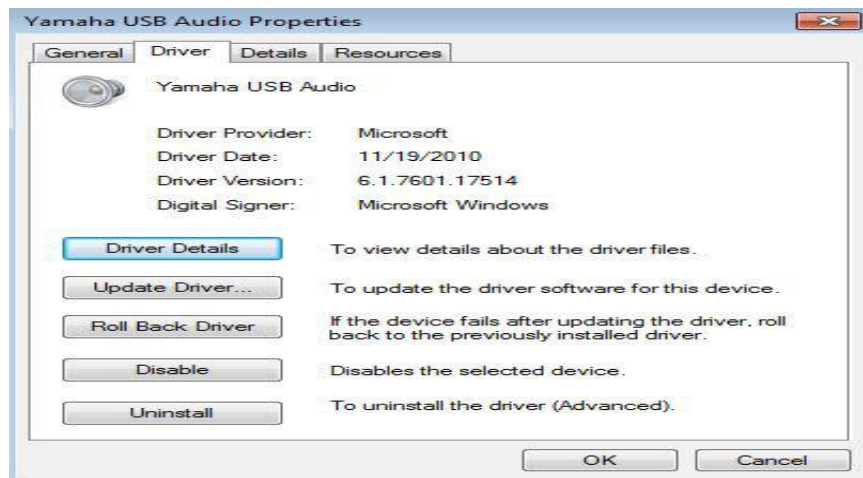 Yamaha USB Audio Properties
General Driver Details Resources
Yamaha USB Audio
Driver Provider: Microsoft
Driver Date: 11/19/2010
Driver Version: 6.1.7601.17514
Digital Signer: Microsoft Windows
Driver Details To view details about the driver files.
Update Driver... To update the driver software for this device.
Roll Back Driver If the device fails after updating the driver, roll
back to the previously installed driver.
Disable Disables the selected device.
Uninstall To uninstall the driver (Advanced).
OK Cancel